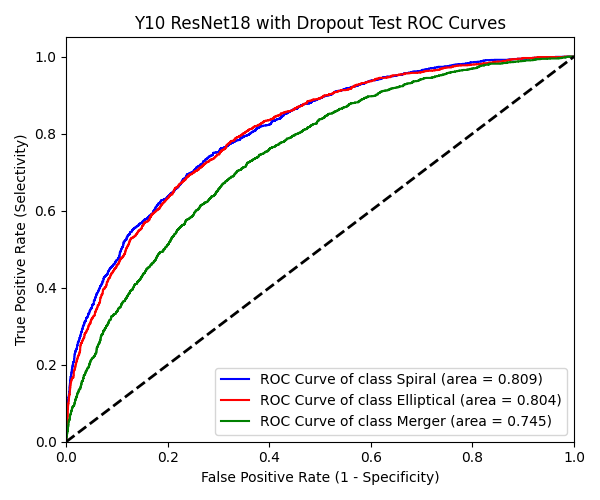 Y10 ResNet18 with Dropout Test ROC Curves
True Positive Rate (Selectivity)
1.0
0.8
0.6
0.4
0.2
0.0
0.0 0.2 0.4 0.6 0.8 1.0
False Positive Rate (1 - Specificity)
ROC Curve of class Spiral (area = 0.809)
ROC Curve of class Elliptical (area = 0.804)
ROC Curve of class Merger (area = 0.745)